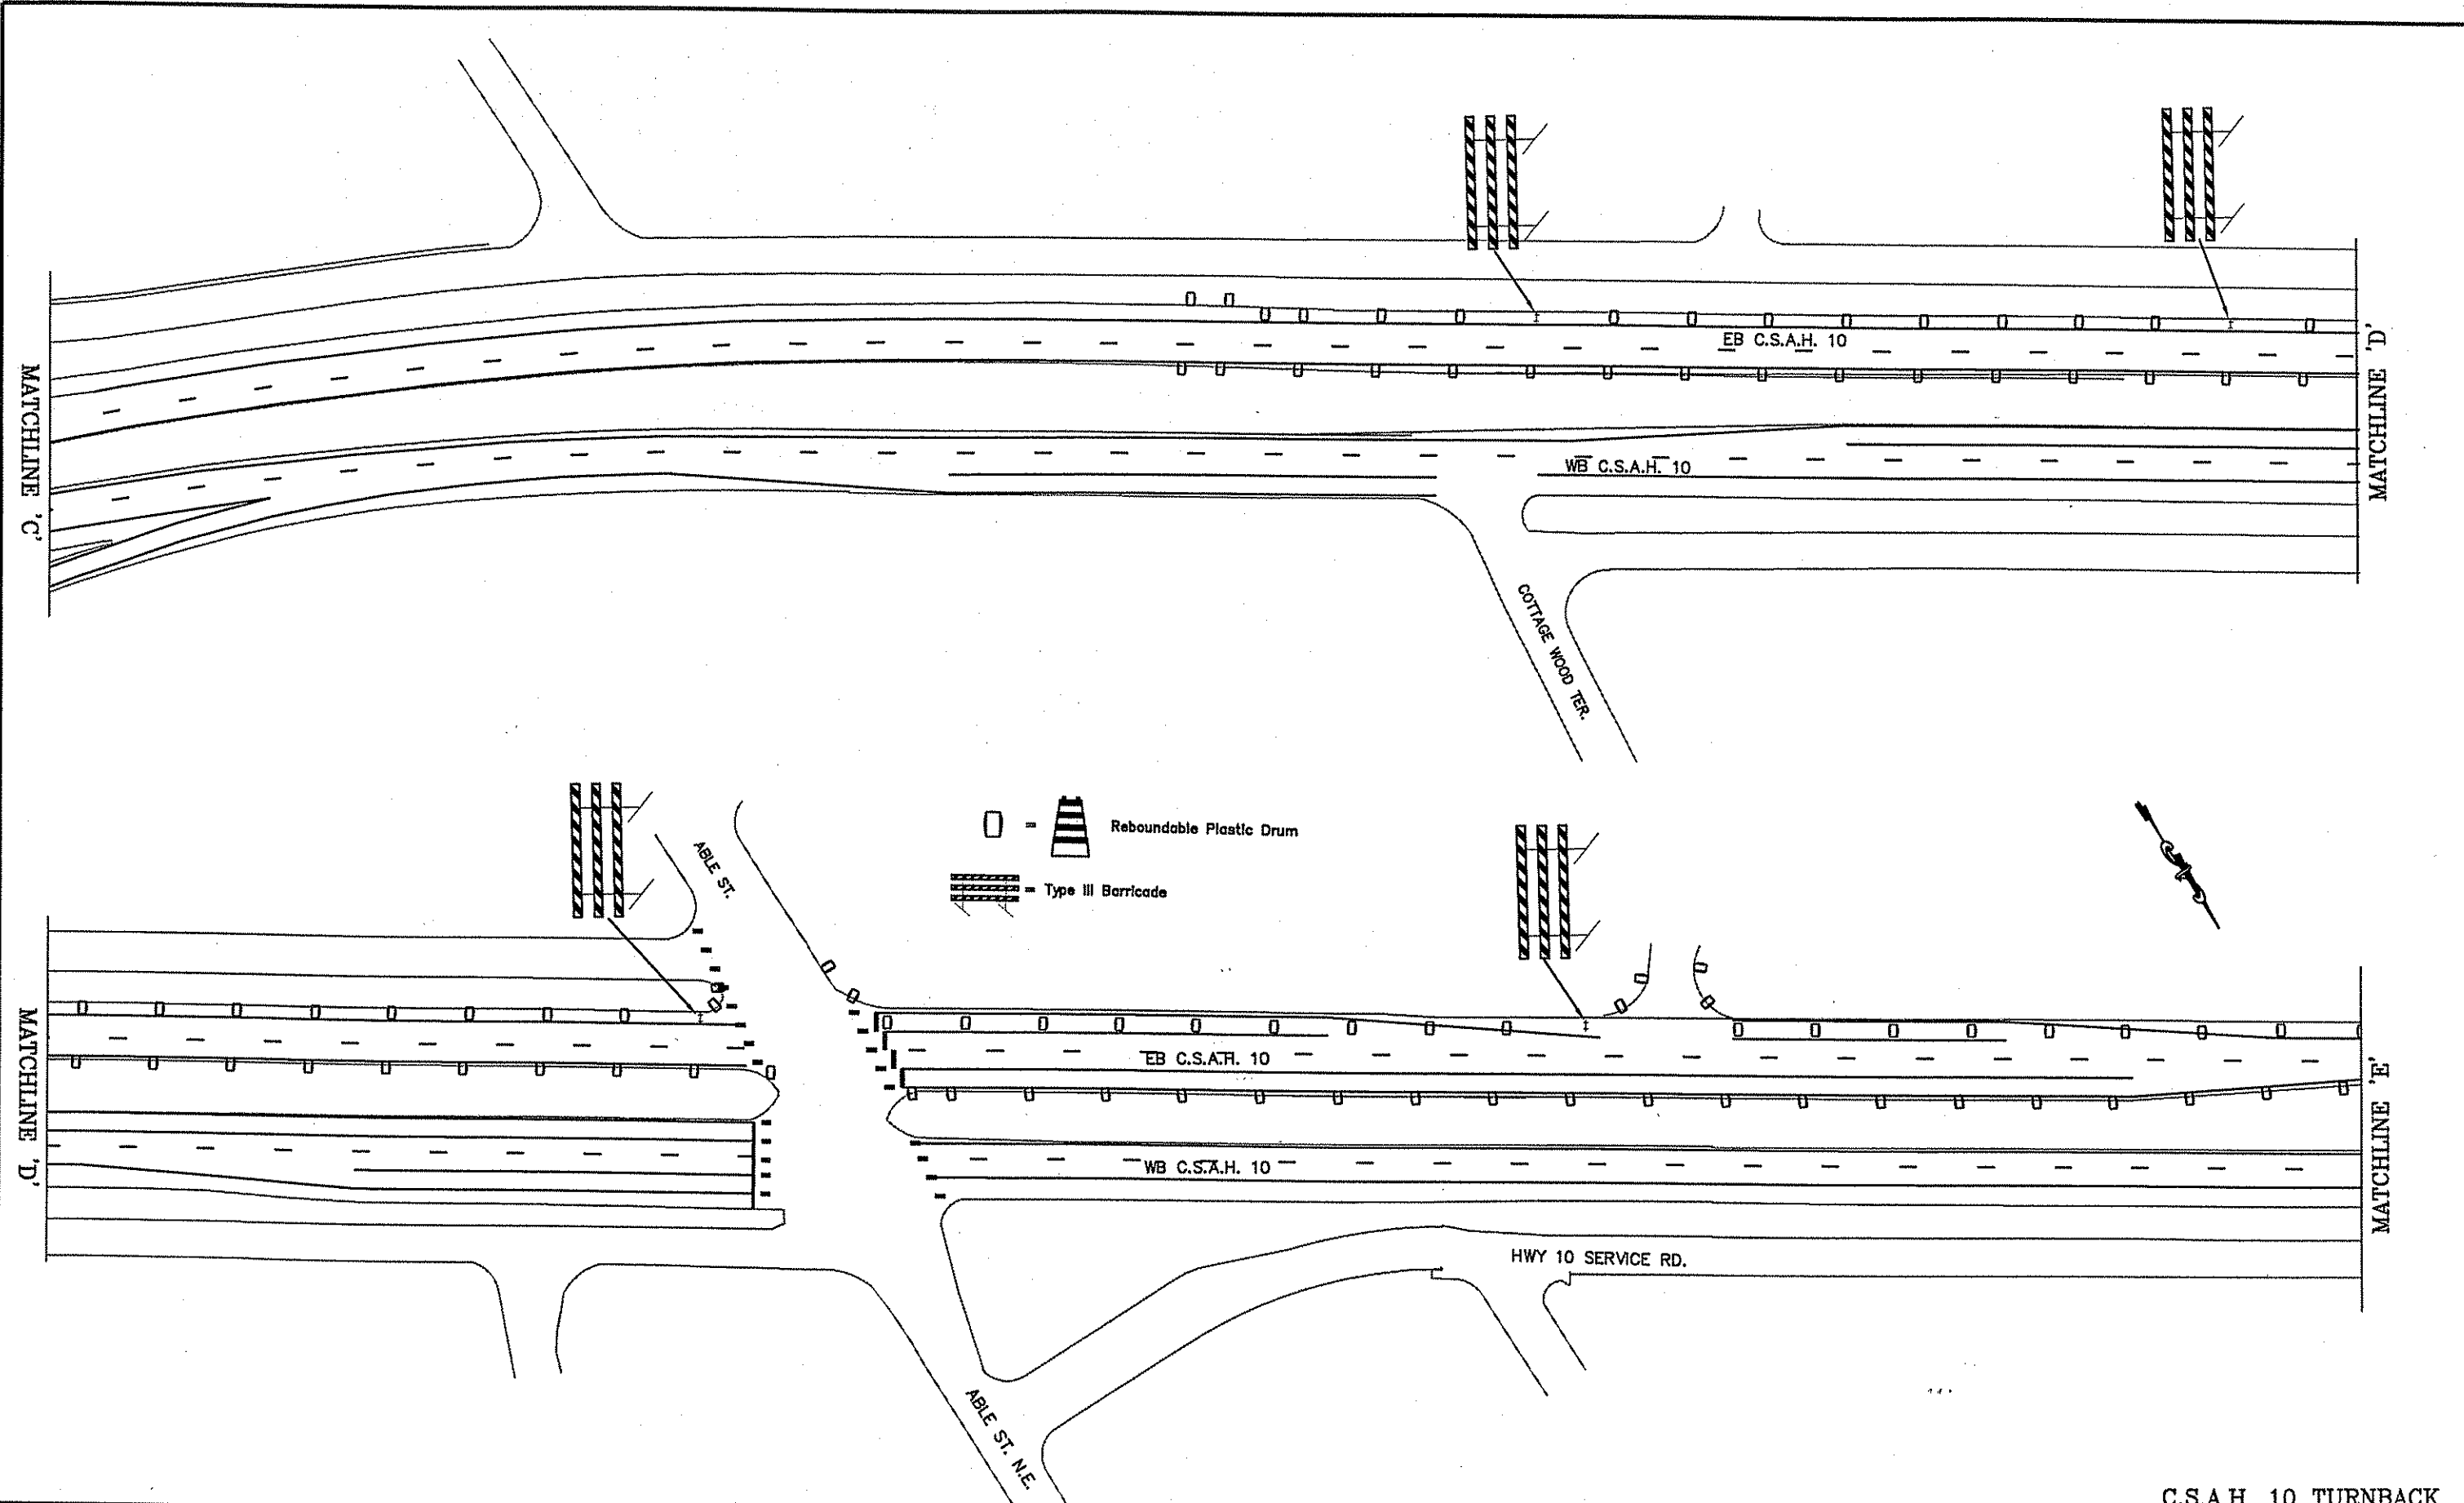 MATCHLINE 'C'
EB C.S.A.H. 10
WB C.S.A.H. 10
MATCHLINE 'D'
COTTAGE WOOD TER.
ABLE ST.
Reboundable Plastic Drum
Type III Barricade
MATCHLINE 'D'
EB C.S.A.H. 10
WB C.S.A.H. 10
MATCHLINE 'E'
HWY 10 SERVICE RD.
ABLE ST. N.E.
C.S.A.H. 10 TURNBACK